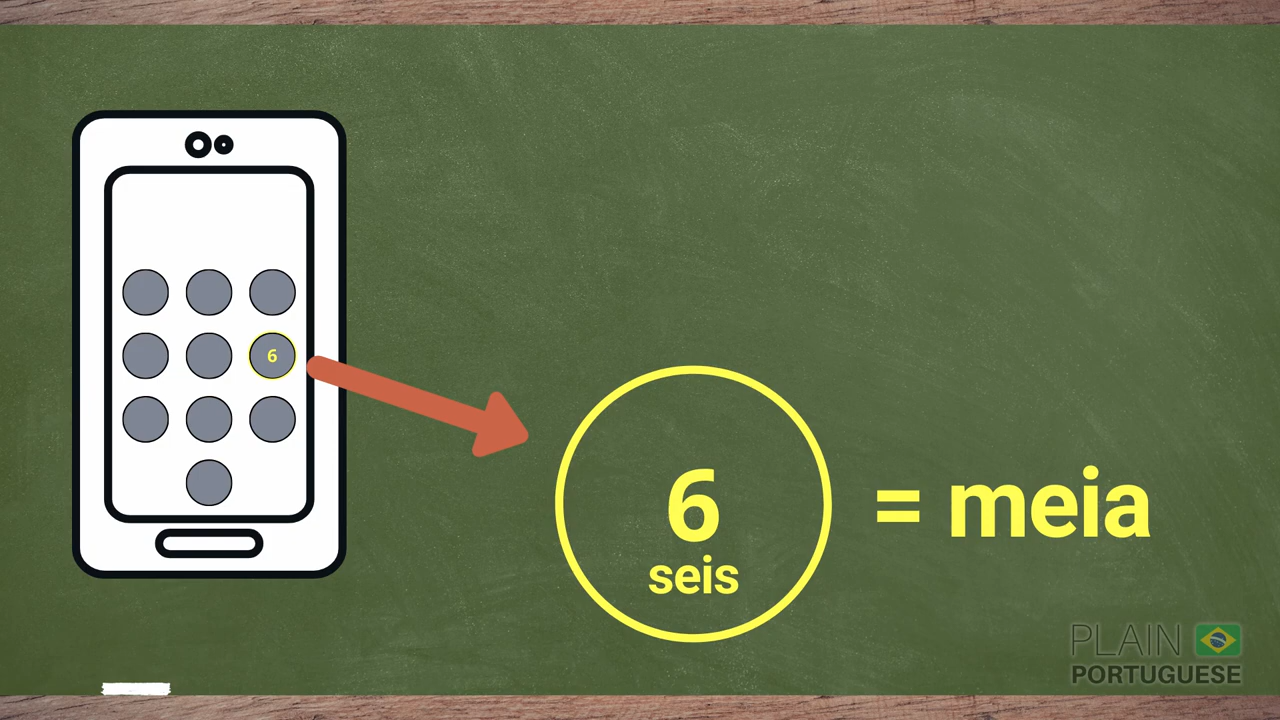 6
6
seis
= meia
PLAIN
PORTUGUESE